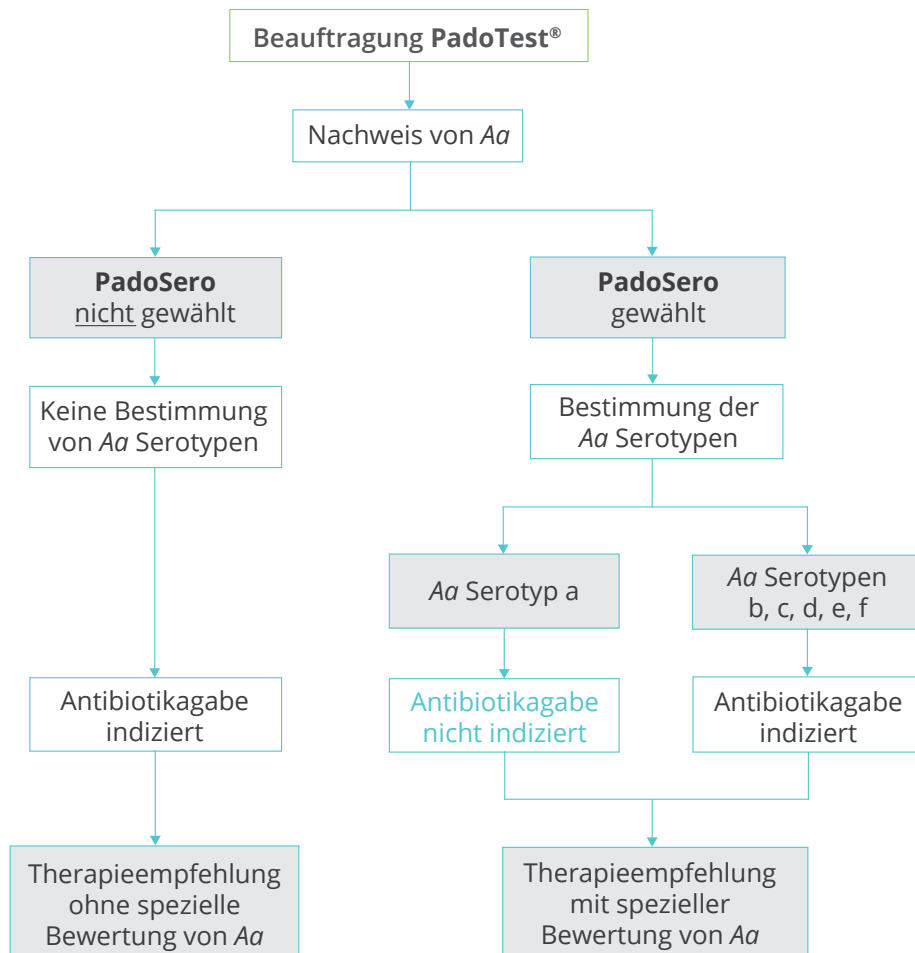 Beauftragung PadoTest®
Nachweis von Aa
PadoSero
nicht gewählt
PadoSero
gewählt
Keine Bestimmung
von Aa Serotypen
Bestimmung der
Aa Serotypen
Aa Serotyp a
Aa Serotypen
b, c, d, e, f
Antibiotikagabe
indiziert
Antibiotikagabe
nicht indiziert
Antibiotikagabe
indiziert
Therapieempfehlung
ohne spezielle
Bewertung von Aa
Therapieempfehlung
mit spezieller
Bewertung von Aa